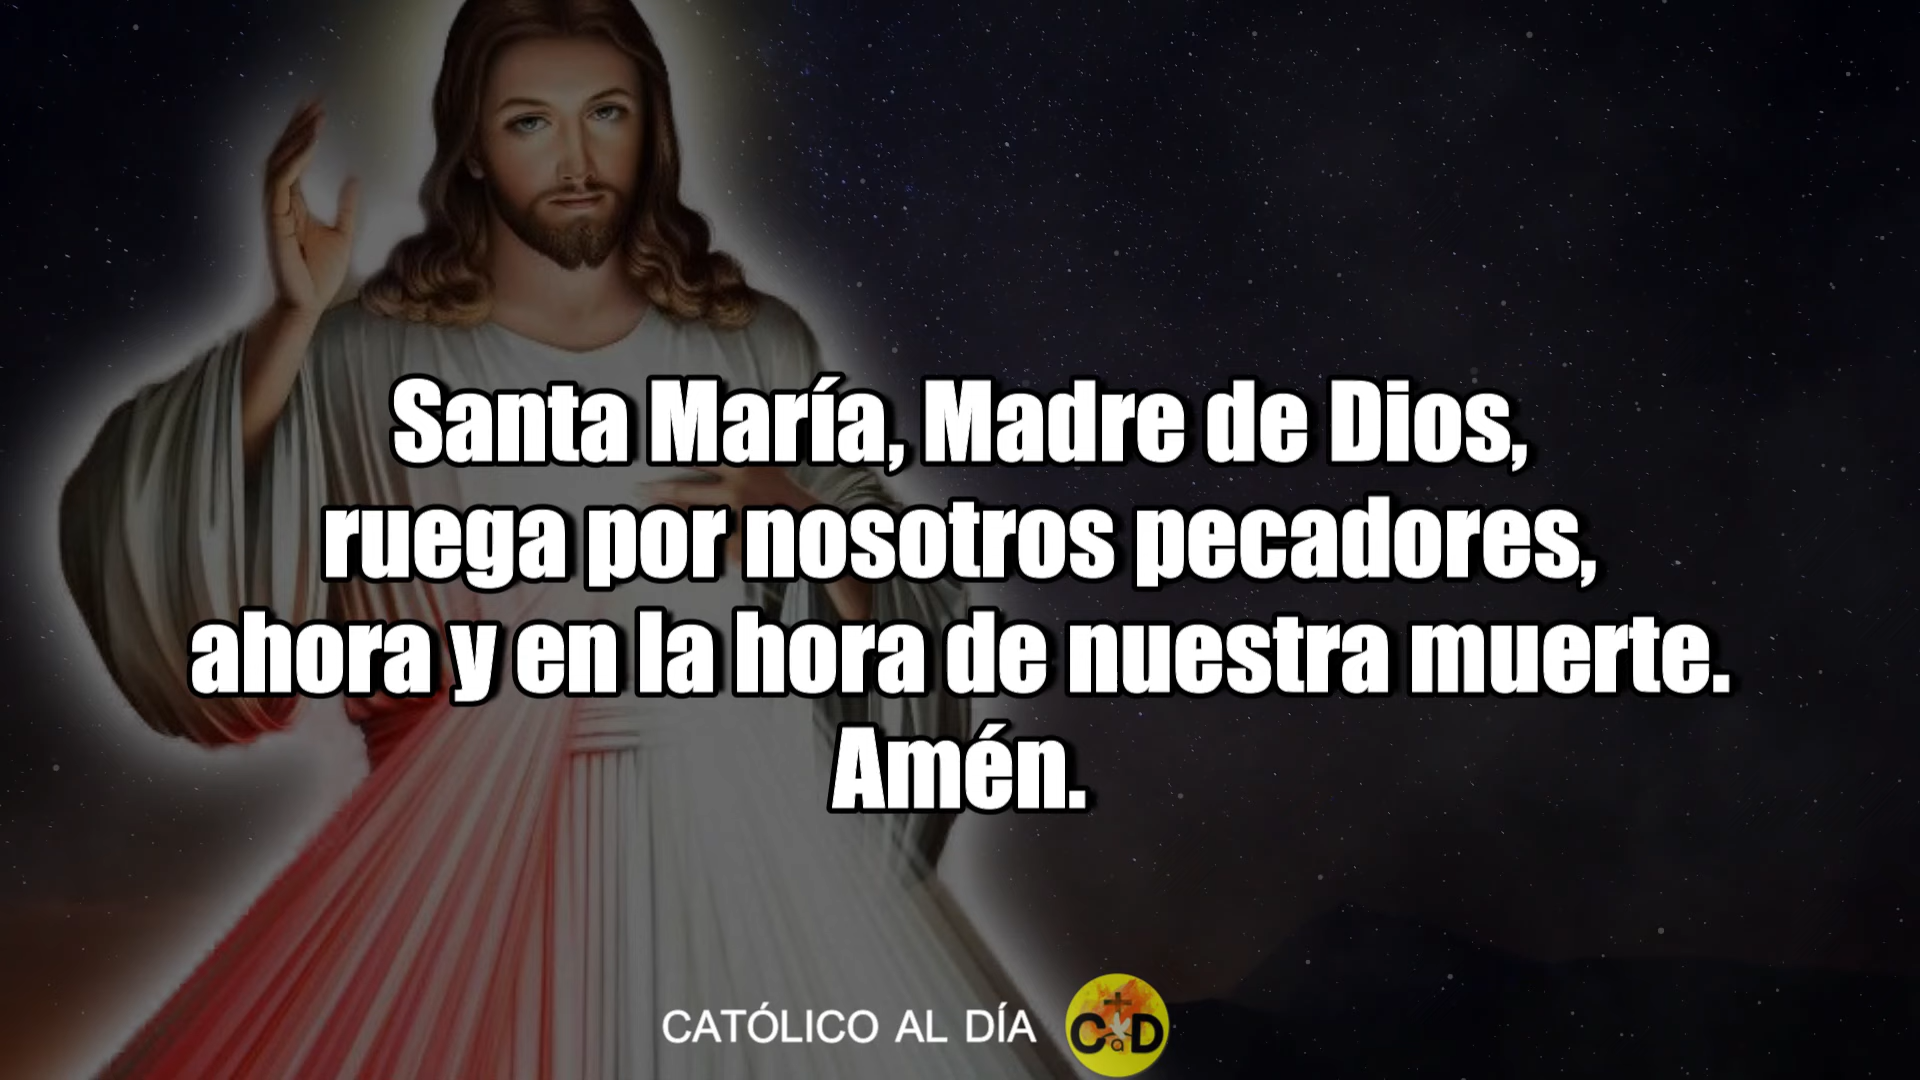 Santa María, Madre de Dios,
ruega por nosotros pecadores,
ahora y en la hora de nuestra muerte.
Amén.
CATÓLICO AL DÍA
CaD